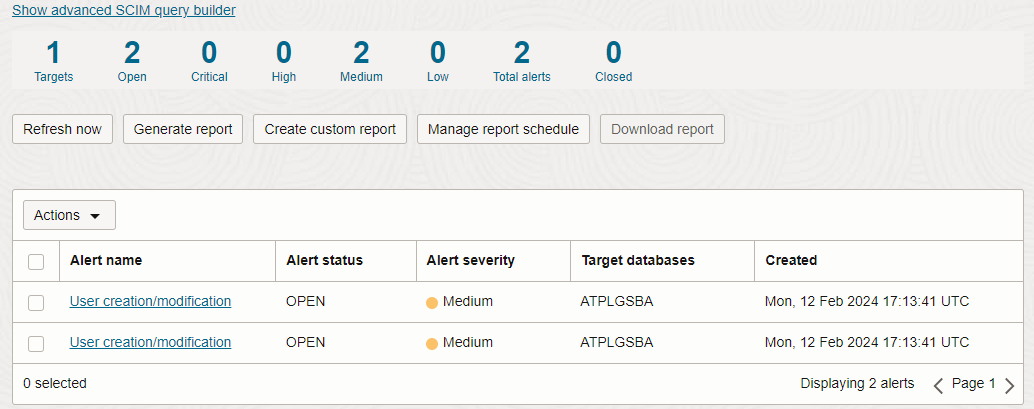 Show advanced SCIM query builder
1 2 0 0 2 0 2 0
Targets Open Critical High Medium Low Total alerts Closed
Refresh now Generate report Create custom report Manage report schedule Download report
Actions
Alert name Alert status Alert severity Target databases Created
User creation/modification OPEN Medium ATPLGSBA Mon, 12 Feb 2024 17:13:41 UTC
User creation/modification OPEN Medium ATPLGSBA Mon, 12 Feb 2024 17:13:41 UTC
0 selected Displaying 2 alerts Page 1